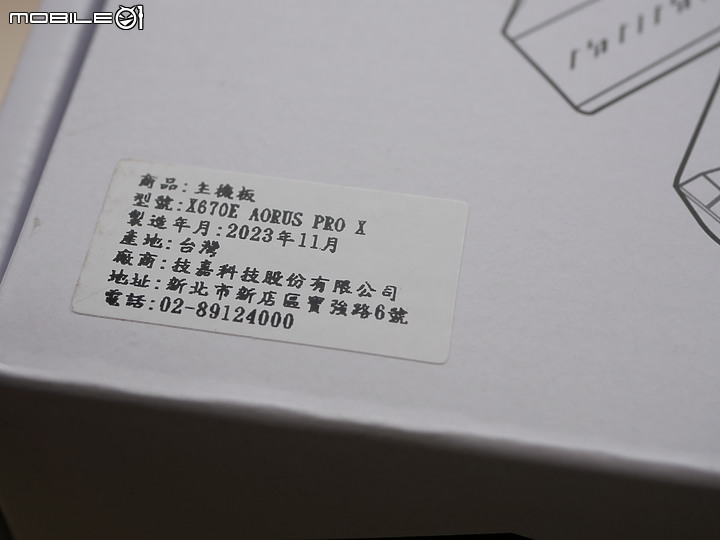 MOBILE01
商品:主機板
型號:X670E AORUS PRO X
製造年月:2023年11月
產地:台灣
廠商:技嘉科技股份有限公司
地址:新北市新店區寶強路6號
電話:02-89124000